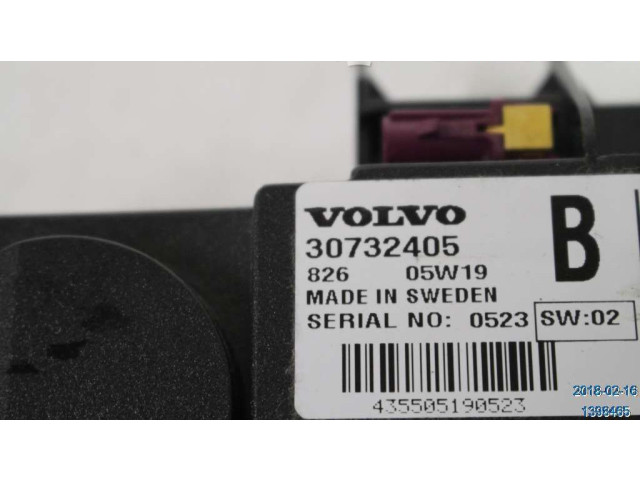 VOLVO
B
30732405
826 05W19
MADE IN SWEDEN
SERIAL NO: 0523 SW:02
435505190523
2018-02-16
1398465